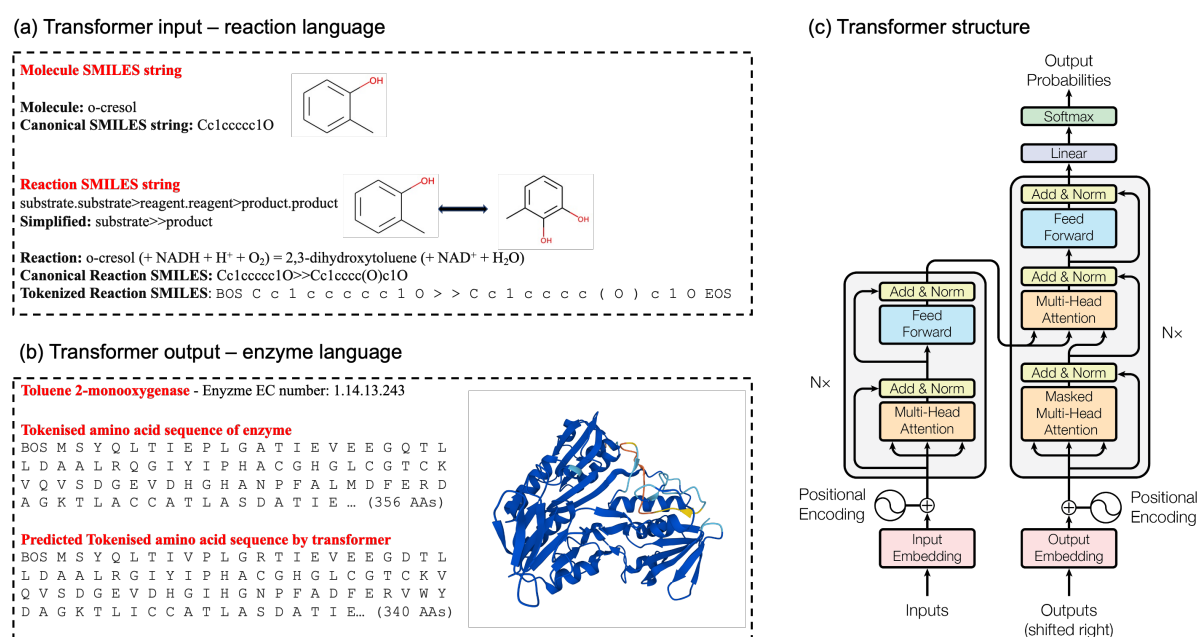 (a) Transformer input – reaction language
Molecule SMILES string
OH
Molecule: o-cresol
Canonical SMILES string: Cc1ccccc1O
Reaction SMILES string
substrate.substrate>reagent.reagent>product.product
Simplified: substrate>>product
OH
OH
OH
Reaction: o-cresol (+ NADH + H⁺ + O₂) = 2,3-dihydroxytoluene (+ NAD⁺ + H₂O)
Canonical Reaction SMILES: Cc1ccccc1O>>Cc1cccc(O)c1O
Tokenized Reaction SMILES: BOS C c 1 c c c c c 1 O > > C c 1 c c c c ( O ) c 1 O EOS
(b) Transformer output – enzyme language
Toluene 2-monooxygenase - Enyzme EC number: 1.14.13.243
Tokenised amino acid sequence of enzyme
BOS M S Y Q L T I E P L G A T I E V E E G Q T L
L D A A L R Q G I Y I P H A C G H G L C G T C K
V Q V S D G E V D H G H A N P F A L M D F E R D
A G K T L A C C A T L A S D A T I E … (356 AAs)
Predicted Tokenised amino acid sequence by transformer
BOS M S Y Q L T I V P L G R T I E V E E G D T L
L D A A L R G I Y I P H A C G H G L C G T C K V
Q V S D G E V D H G I H G N P F A D F E R V W Y
D A G K T L I C C A T L A S D A T I E… (340 AAs)
(c) Transformer structure
Output
Probabilities
Softmax
Linear
Add & Norm
Feed
Forward
Add & Norm
Multi-Head
Attention
Add & Norm
Masked
Multi-Head
Attention
Nx
Add & Norm
Feed
Forward
Add & Norm
Multi-Head
Attention
Nx
Positional
Encoding
Positional
Encoding
Input
Embedding
Output
Embedding
Inputs
Outputs
(shifted right)